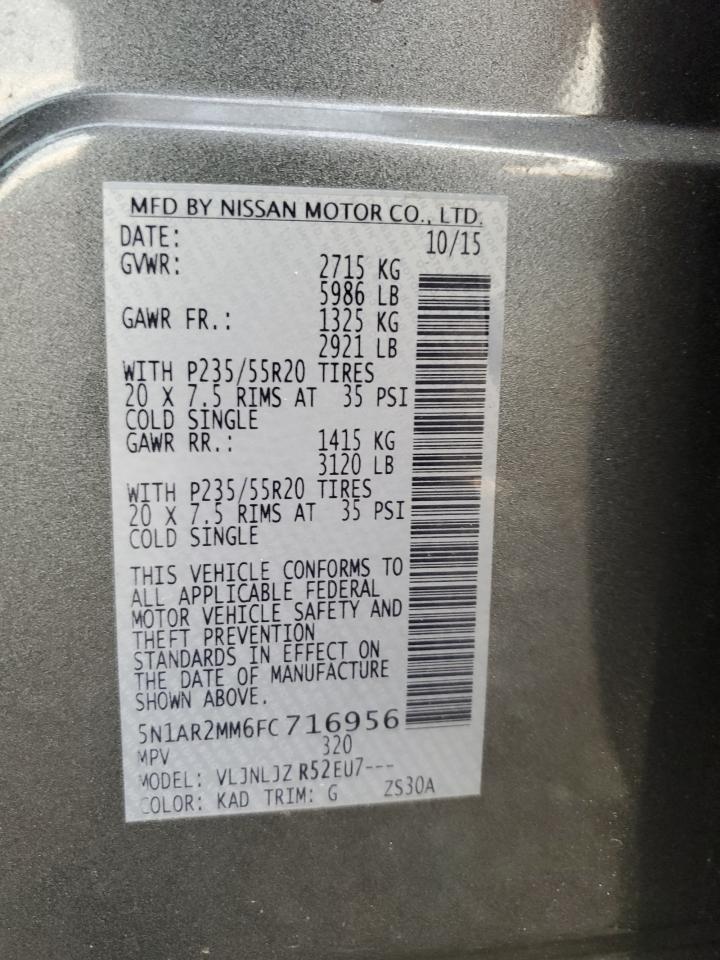 MFD BY NISSAN MOTOR CO., LTD.
DATE: 10/15
GVWR: 2715 KG
5986 LB
GAWR FR.: 1325 KG
2921 LB
WITH P235/55R20 TIRES
20 X 7.5 RIMS AT 35 PSI
COLD SINGLE
GAWR RR.: 1415 KG
3120 LB
WITH P235/55R20 TIRES
20 X 7.5 RIMS AT 35 PSI
COLD SINGLE
THIS VEHICLE CONFORMS TO
ALL APPLICABLE FEDERAL
MOTOR VEHICLE SAFETY AND
THEFT PREVENTION
STANDARDS IN EFFECT ON
THE DATE OF MANUFACTURE
SHOWN ABOVE.
5N1AR2MM6FC716956
MPV 320
MODEL: VLJNLJZ R52EU7---
COLOR: KAD TRIM: G ZS30A